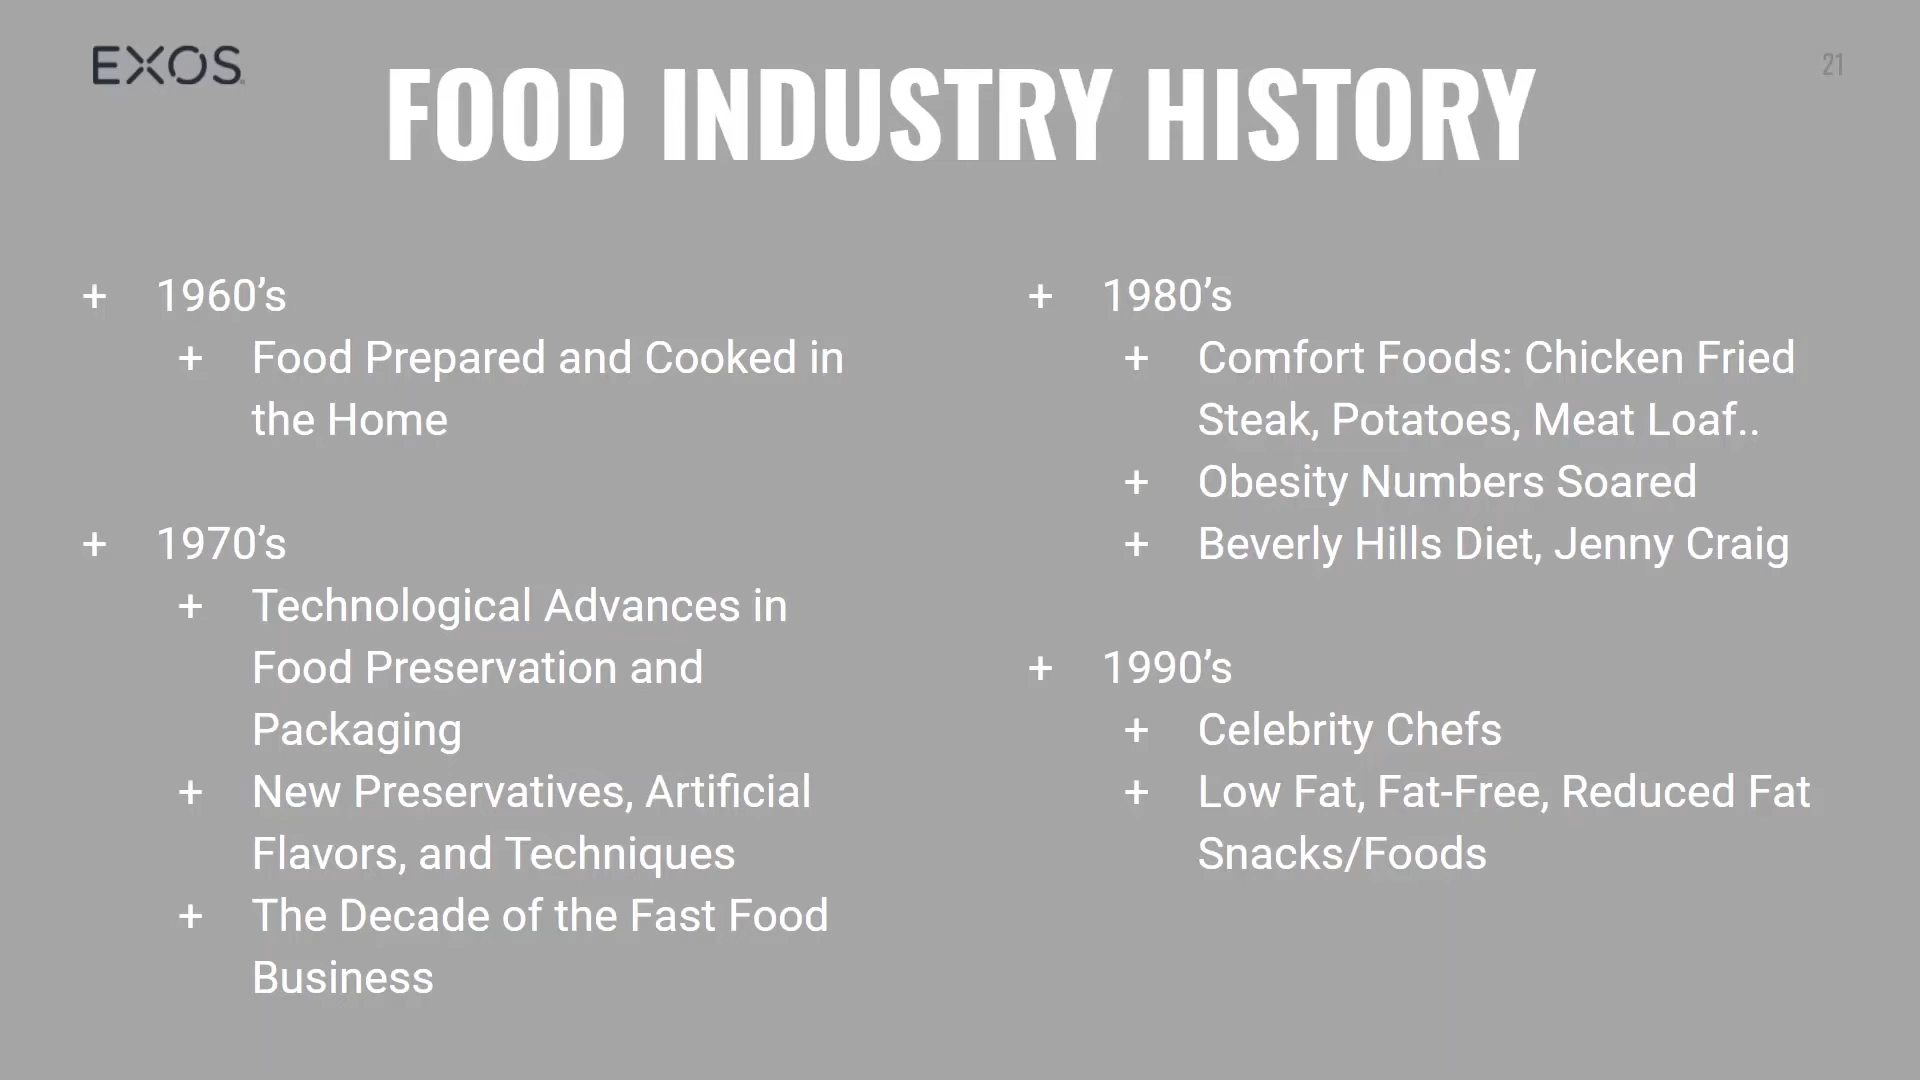 EXOS
21
FOOD INDUSTRY HISTORY
+ 1960’s
+ Food Prepared and Cooked in
the Home
+ 1970’s
+ Technological Advances in
Food Preservation and
Packaging
+ New Preservatives, Artificial
Flavors, and Techniques
+ The Decade of the Fast Food
Business
+ 1980’s
+ Comfort Foods: Chicken Fried
Steak, Potatoes, Meat Loaf..
+ Obesity Numbers Soared
+ Beverly Hills Diet, Jenny Craig
+ 1990’s
+ Celebrity Chefs
+ Low Fat, Fat-Free, Reduced Fat
Snacks/Foods